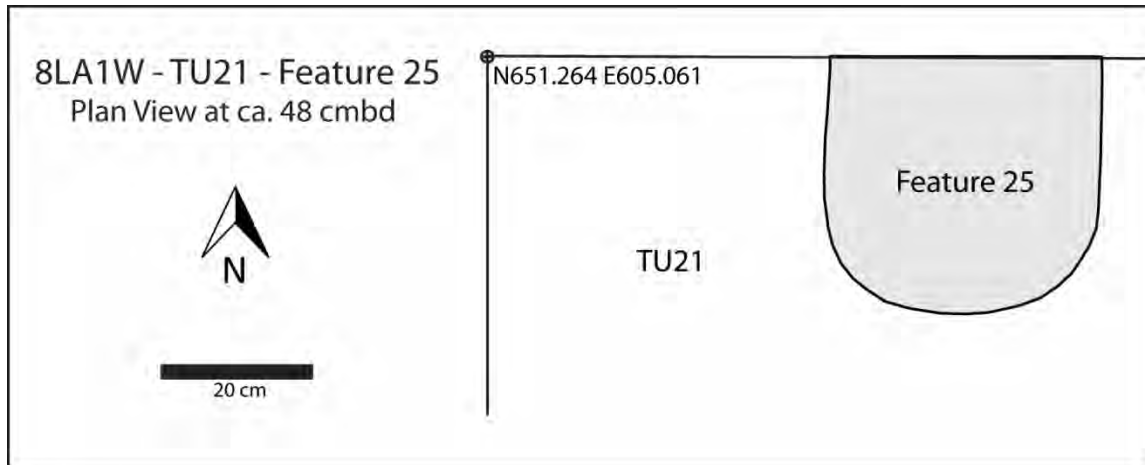 8LA1W - TU21 - Feature 25
Plan View at ca. 48 cmbd
N651.264 E605.061
Feature 25
TU21
N
20 cm